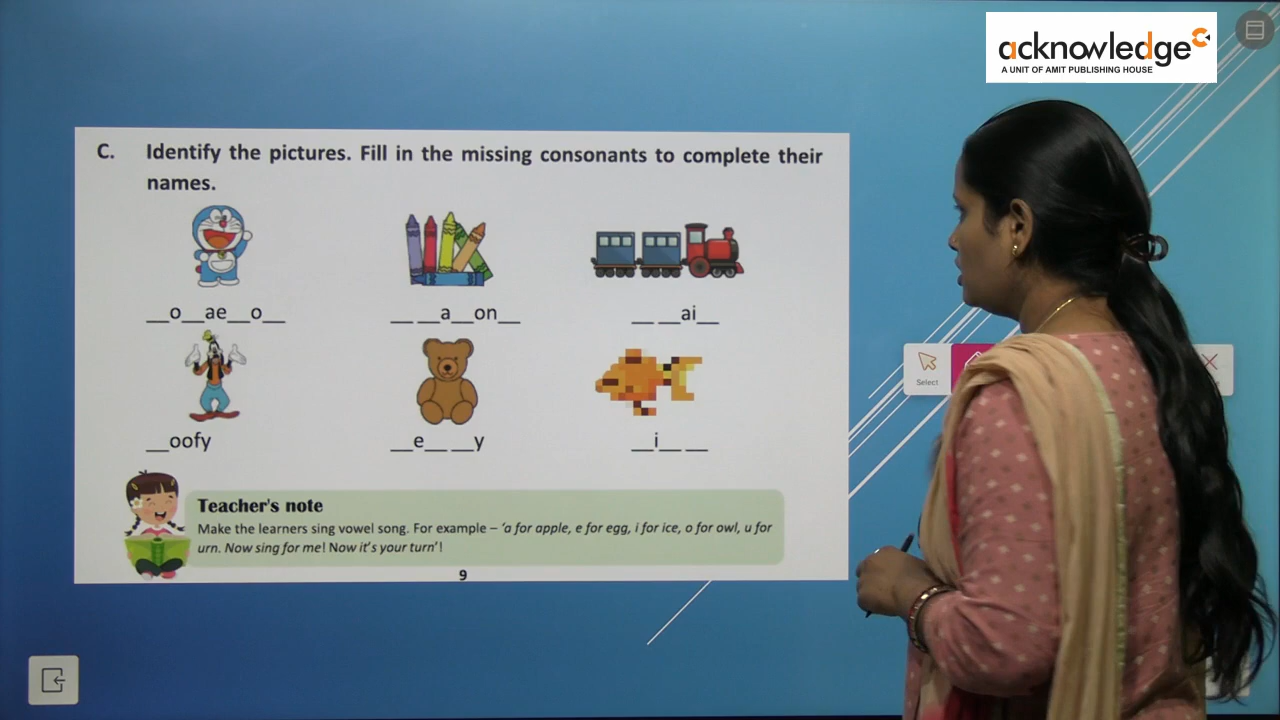 acknowledge
A UNIT OF AMIT PUBLISHING HOUSE
C. Identify the pictures. Fill in the missing consonants to complete their
names.
__o__ae__o__ __ __a__on__ __ __ai__
__oofy __e__ __y __i__ __
Select
Teacher's note
Make the learners sing vowel song. For example – 'a for apple, e for egg, i for ice, o for owl, u for
urn. Now sing for me! Now it's your turn'!
9